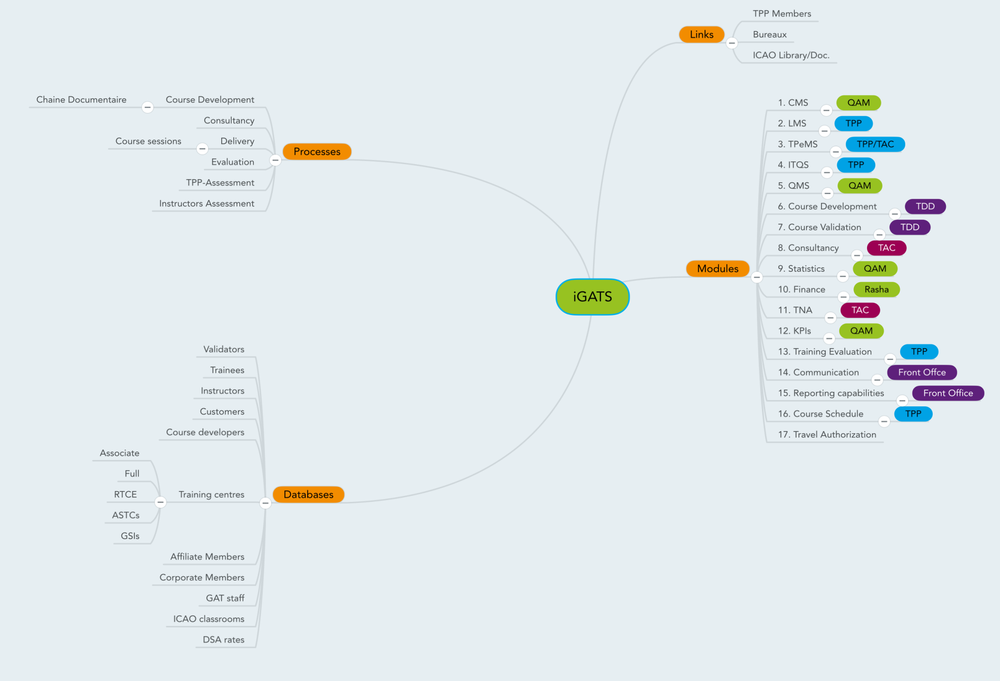 iGATS
Links
TPP Members
Bureaux
ICAO Library/Doc.
Modules
1. CMS QAM
2. LMS TPP
3. TPeMS TPP/TAC
4. ITQS TPP
5. QMS QAM
6. Course Development TDD
7. Course Validation TDD
8. Consultancy TAC
9. Statistics QAM
10. Finance Rasha
11. TNA TAC
12. KPIs QAM
13. Training Evaluation TPP
14. Communication Front Offce
15. Reporting capabilities Front Office
16. Course Schedule TPP
17. Travel Authorization
Processes
Course Development
Chaine Documentaire
Consultancy
Delivery
Course sessions
Evaluation
TPP-Assessment
Instructors Assessment
Databases
Validators
Trainees
Instructors
Customers
Course developers
Training centres
Associate
Full
RTCE
ASTCs
GSIs
Affiliate Members
Corporate Members
GAT staff
ICAO classrooms
DSA rates